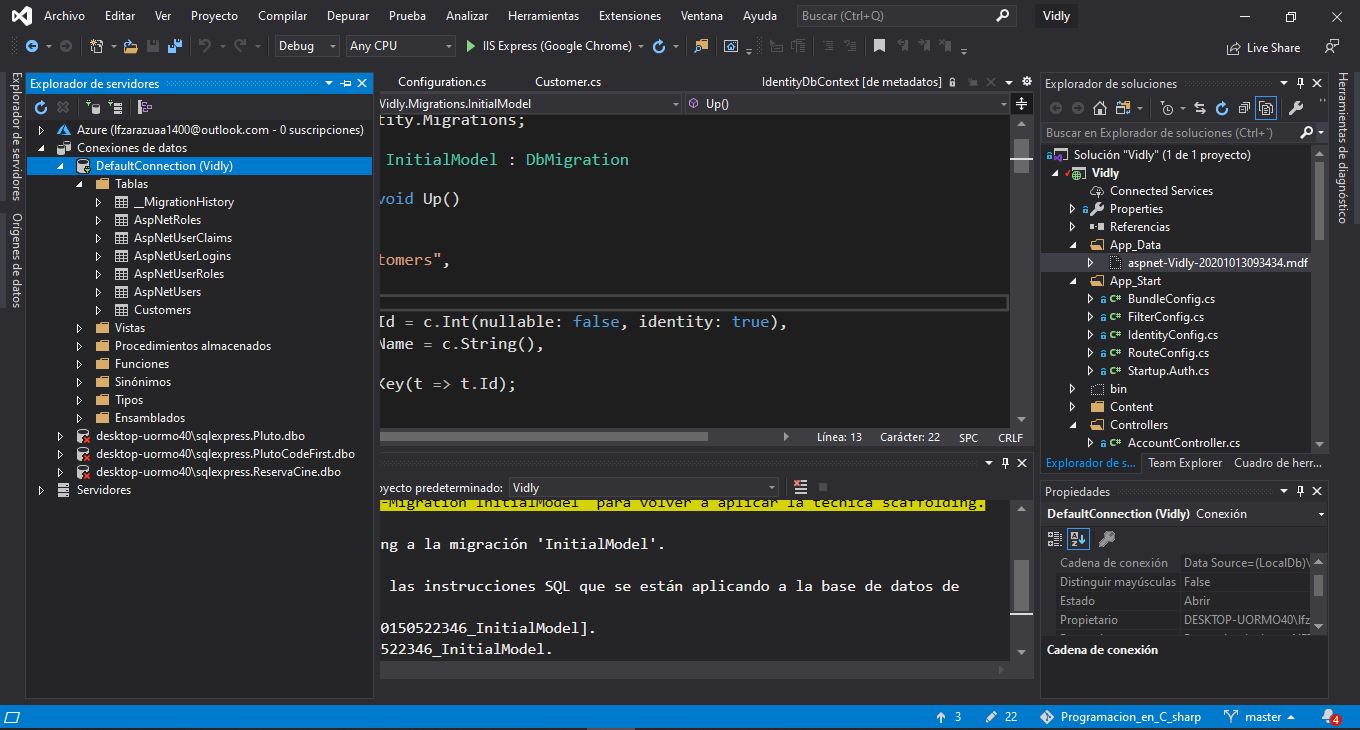 Archivo Editar Ver Proyecto Compilar Depurar Prueba Analizar Herramientas Extensiones Ventana Ayuda Buscar (Ctrl+Q) Vidly
Debug Any CPU IIS Express (Google Chrome) Live Share
Explorador de servidores
Orígenes de datos
Explorador de servidores
Azure (lfzarazuaa1400@outlook.com - 0 suscripciones)
Conexiones de datos
DefaultConnection (Vidly)
Tablas
__MigrationHistory
AspNetRoles
AspNetUserClaims
AspNetUserLogins
AspNetUserRoles
AspNetUsers
Customers
Vistas
Procedimientos almacenados
Funciones
Sinónimos
Tipos
Ensamblados
desktop-uormo40\sqlexpress.Pluto.dbo
desktop-uormo40\sqlexpress.PlutoCodeFirst.dbo
desktop-uormo40\sqlexpress.ReservaCine.dbo
Servidores
Configuration.cs Customer.cs IdentityDbContext [de metadatos]
Vidly.Migrations.InitialModel Up()
tity.Migrations;
InitialModel : DbMigration
void Up()
tomers",
Id = c.Int(nullable: false, identity: true),
Name = c.String(),
Key(t => t.Id);
Línea: 13 Carácter: 22 SPC CRLF
oyecto predeterminado: Vidly
-Migration InitialModel' para volver a aplicar la técnica scaffolding.
ng a la migración 'InitialModel'.
las instrucciones SQL que se están aplicando a la base de datos de
0150522346_InitialModel].
522346_InitialModel.
Explorador de soluciones
Buscar en Explorador de soluciones (Ctrl+´)
Solución "Vidly" (1 de 1 proyecto)
Vidly
Connected Services
Properties
Referencias
App_Data
aspnet-Vidly-20201013093434.mdf
App_Start
BundleConfig.cs
FilterConfig.cs
IdentityConfig.cs
RouteConfig.cs
Startup.Auth.cs
bin
Content
Controllers
AccountController.cs
Explorador de s... Team Explorer Cuadro de herr...
Propiedades
DefaultConnection (Vidly) Conexión
Cadena de conexión Data Source=(LocalDb)\
Distinguir mayúsculas False
Estado Abrir
Propietario DESKTOP-UORMO40\lfz
Cadena de conexión
Herramientas de diagnóstico
3 22 Programacion_en_C_sharp master 4